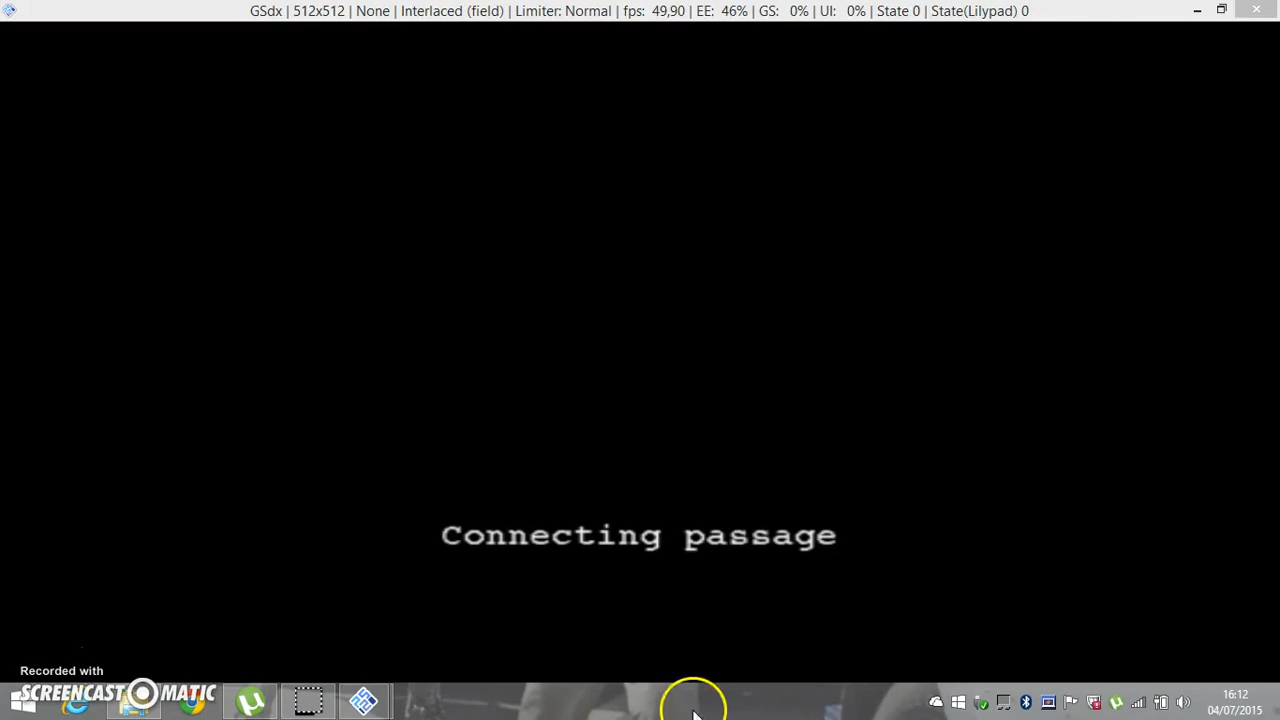 GSdx | 512x512 | None | Interlaced (field) | Limiter: Normal | fps: 49,90 | EE: 46% | GS: 0% | UI: 0% | State 0 | State(Lilypad) 0
Connecting passage
Recorded with
SCREENCAST MATIC
16:12
04/07/2015